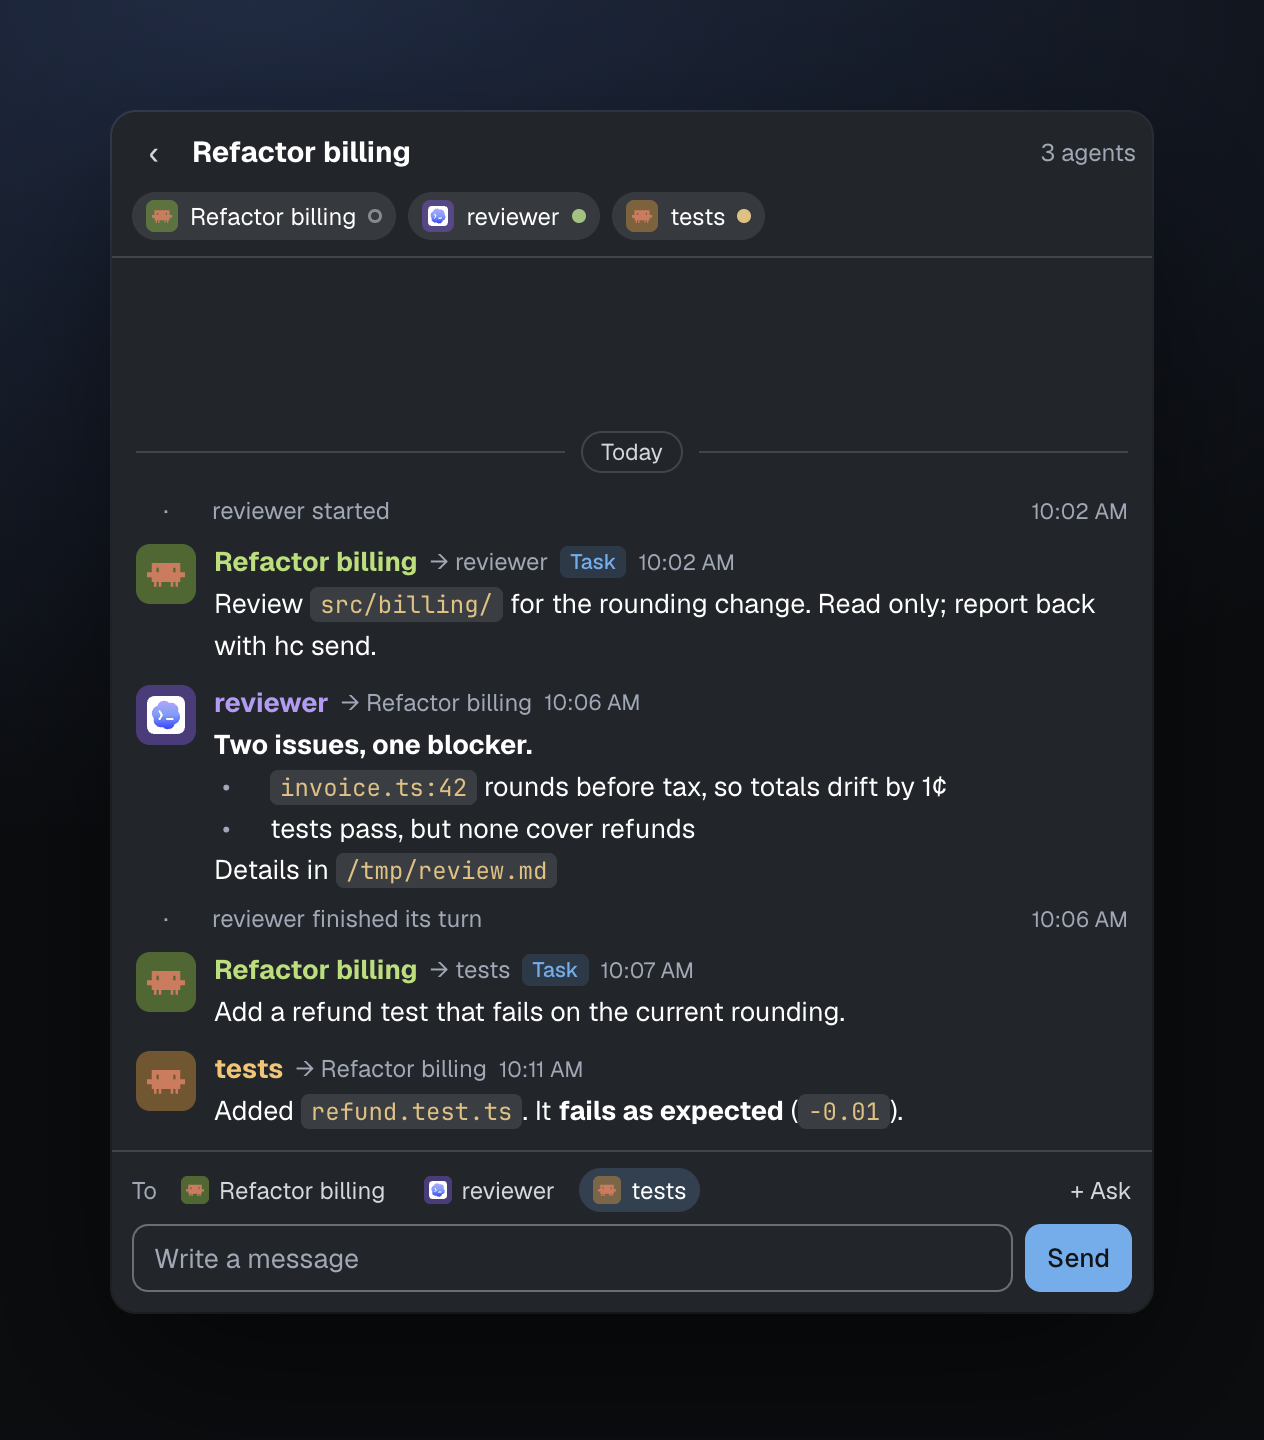 ‹ Refactor billing 3 agents
Refactor billing reviewer tests
Today
· reviewer started 10:02 AM
Refactor billing → reviewer Task 10:02 AM
Review src/billing/ for the rounding change. Read only; report back
with hc send.
reviewer → Refactor billing 10:06 AM
Two issues, one blocker.
• invoice.ts:42 rounds before tax, so totals drift by 1¢
• tests pass, but none cover refunds
Details in /tmp/review.md
· reviewer finished its turn 10:06 AM
Refactor billing → tests Task 10:07 AM
Add a refund test that fails on the current rounding.
tests → Refactor billing 10:11 AM
Added refund.test.ts. It fails as expected (-0.01).
To Refactor billing reviewer tests + Ask
Write a message Send